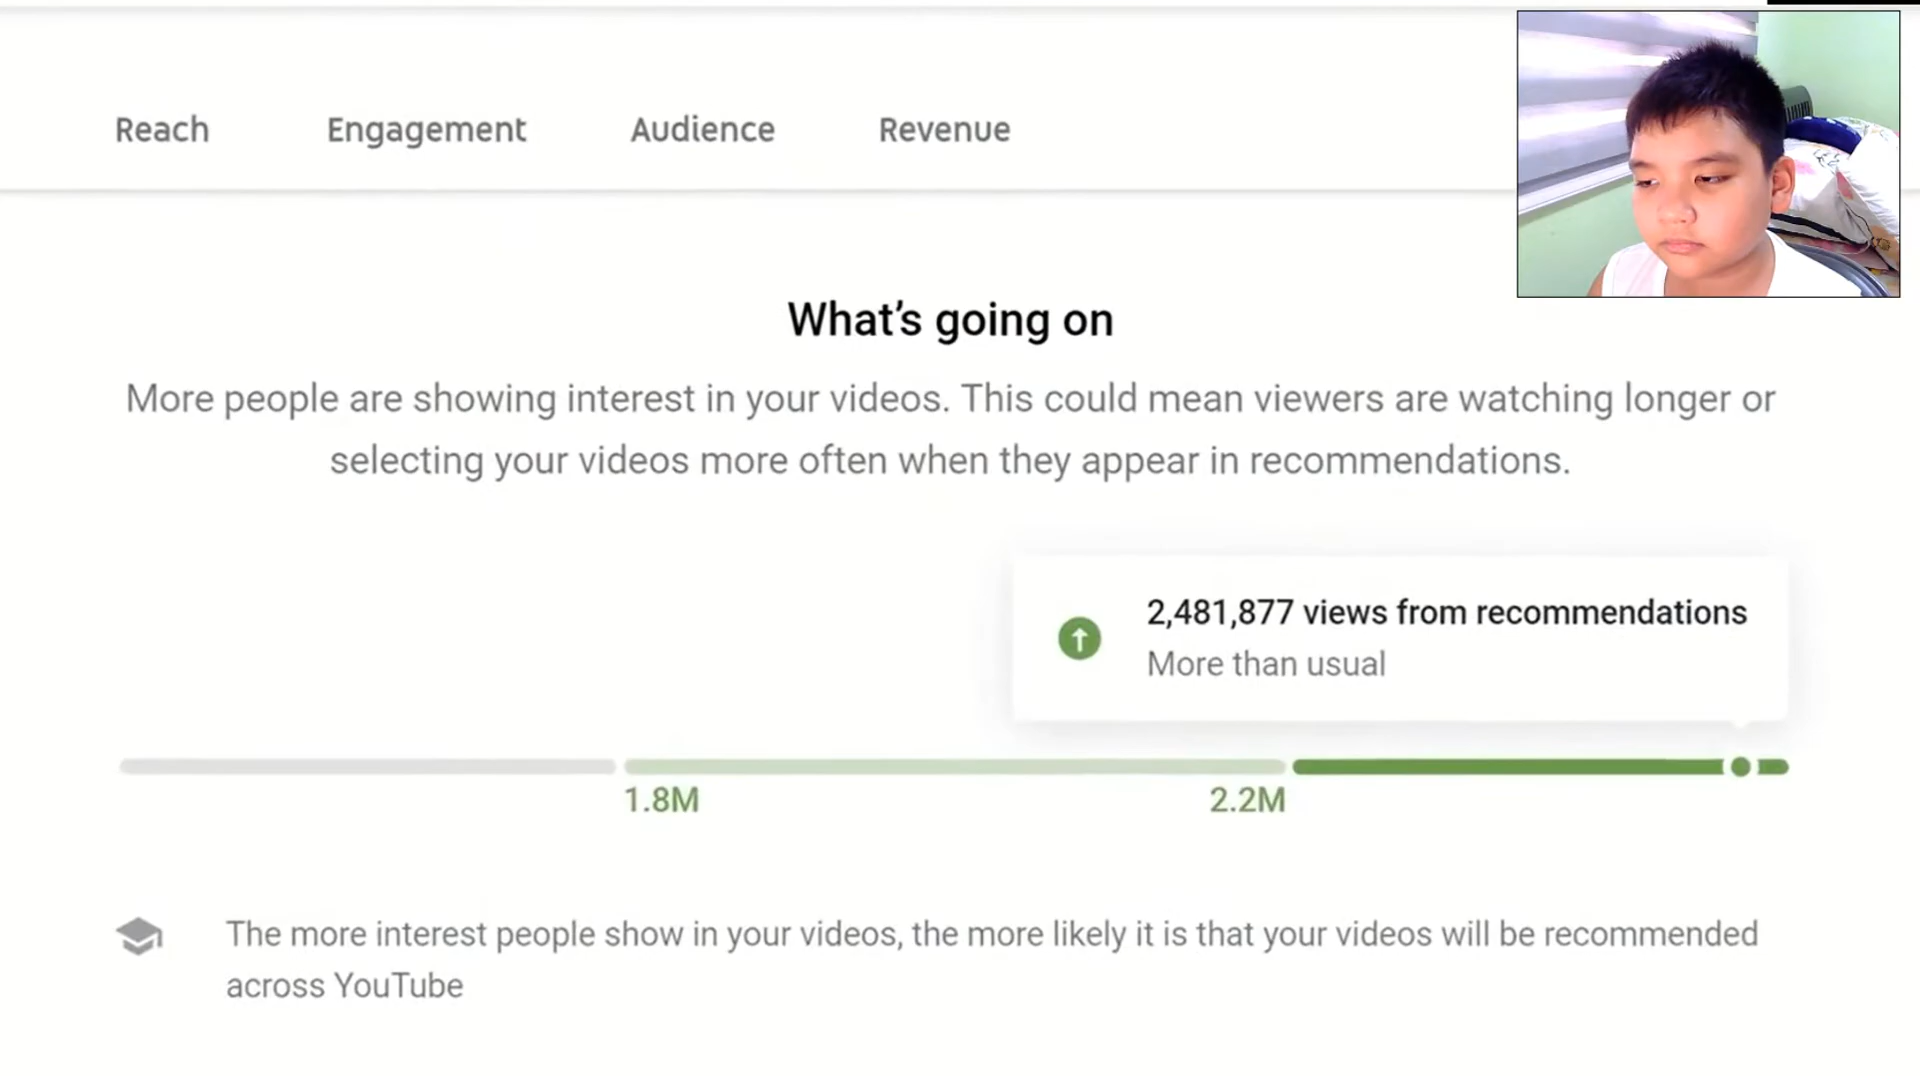 Reach Engagement Audience Revenue
What's going on
More people are showing interest in your videos. This could mean viewers are watching longer or
selecting your videos more often when they appear in recommendations.
2,481,877 views from recommendations
More than usual
1.8M 2.2M
The more interest people show in your videos, the more likely it is that your videos will be recommended
across YouTube